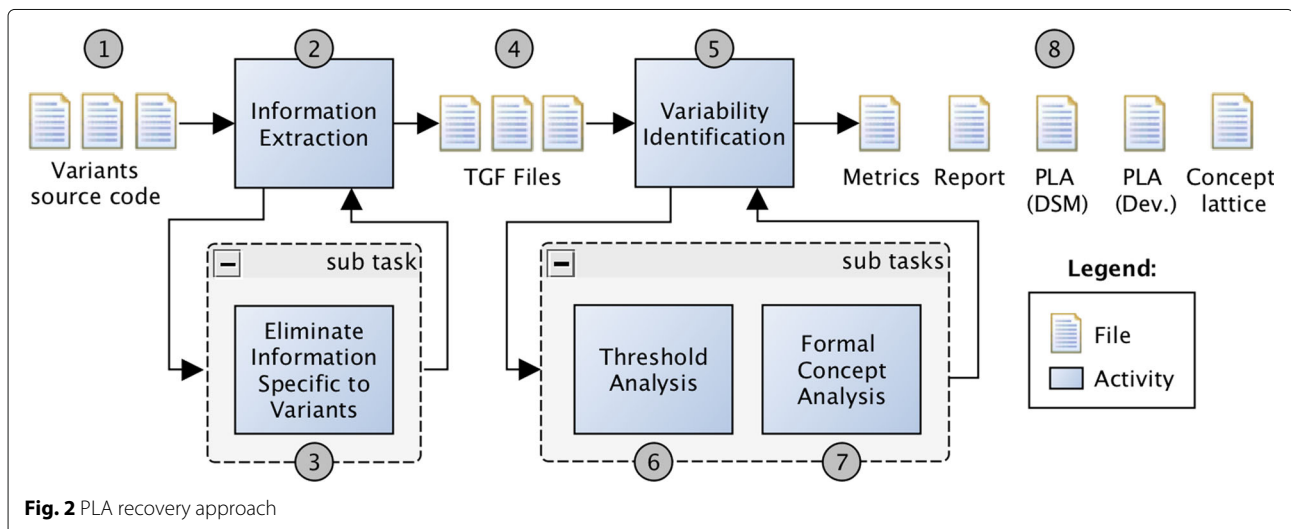 1
2
4
5
8
Information
Extraction
Variability
Identification
Variants
source code
TGF Files
Metrics
Report
PLA
(DSM)
PLA
(Dev.)
Concept
lattice
sub task
Eliminate
Information
Specific to
Variants
3
sub tasks
Threshold
Analysis
Formal
Concept
Analysis
6
7
Legend:
File
Activity
Fig. 2 PLA recovery approach